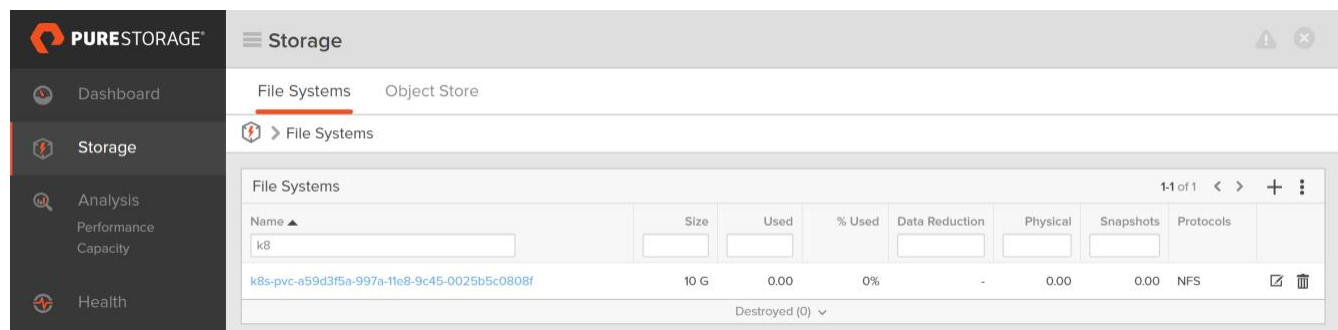 PURESTORAGE®
Storage
Dashboard
Storage
Analysis
Performance
Capacity
Health
File Systems Object Store
> File Systems
File Systems 1-1 of 1 < > +
Name ▲ Size Used % Used Data Reduction Physical Snapshots Protocols
k8
k8s-pvc-a59d3f5a-997a-11e8-9c45-0025b5c0808f 10 G 0.00 0% - 0.00 0.00 NFS
Destroyed (0)